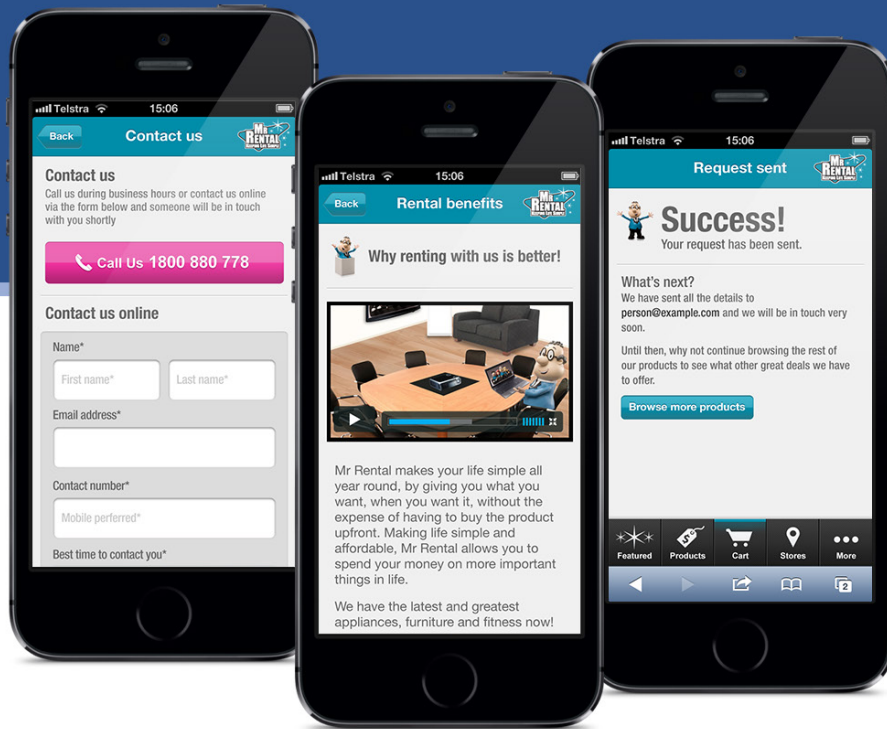 Telstra 15:06
Back Contact us MR RENTAL KEEPING LIFE SIMPLE
Contact us
Call us during business hours or contact us online
via the form below and someone will be in touch
with you shortly
Call Us 1800 880 778
Contact us online
Name*
First name* Last name*
Email address*
Contact number*
Mobile perferred*
Best time to contact you*
Telstra 15:06
Back Rental benefits MR RENTAL KEEPING LIFE SIMPLE
Why renting with us is better!
Mr Rental makes your life simple all
year round, by giving you what you
want, when you want it, without the
expense of having to buy the product
upfront. Making life simple and
affordable, Mr Rental allows you to
spend your money on more important
things in life.
We have the latest and greatest
appliances, furniture and fitness now!
Telstra 15:06
Request sent MR RENTAL KEEPING LIFE SIMPLE
Success!
Your request has been sent.
What's next?
We have sent all the details to
person@example.com and we will be in touch very
soon.
Until then, why not continue browsing the rest of
our products to see what other great deals we have
to offer.
Browse more products
Featured Products Cart Stores More
2